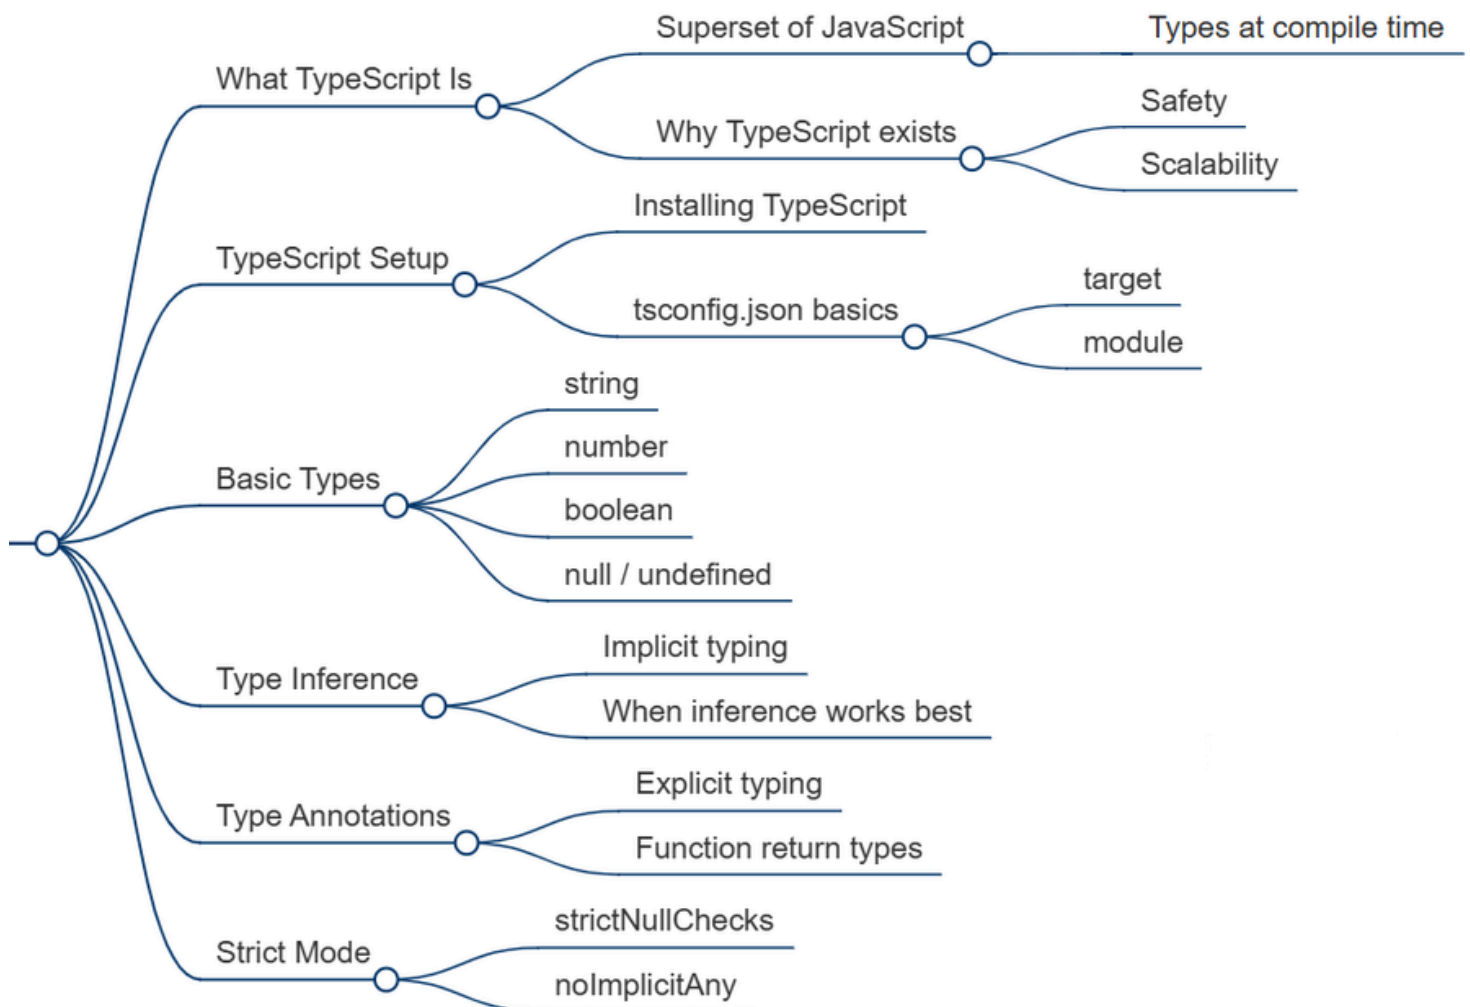 What TypeScript Is
Superset of JavaScript
Types at compile time
Why TypeScript exists
Safety
Scalability
TypeScript Setup
Installing TypeScript
tsconfig.json basics
target
module
Basic Types
string
number
boolean
null / undefined
Type Inference
Implicit typing
When inference works best
Type Annotations
Explicit typing
Function return types
Strict Mode
strictNullChecks
noImplicitAny